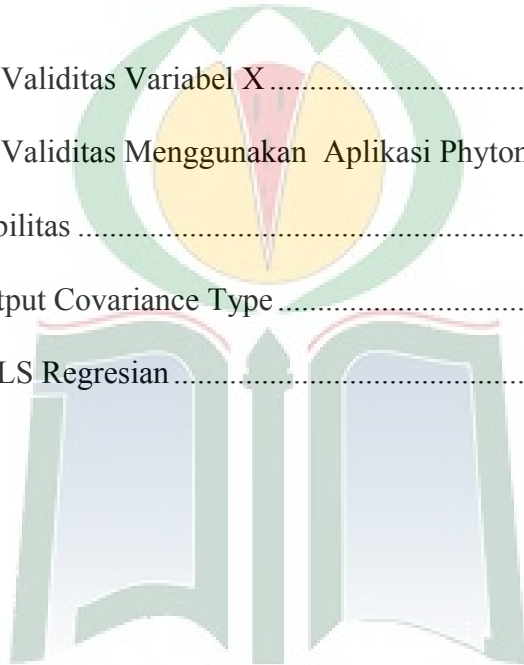 Validitas Variabel X ...............................
Validitas Menggunakan Aplikasi Phyton
bilitas .......................................................
tput Covariance Type ..............................
LS Regresian ...........................................